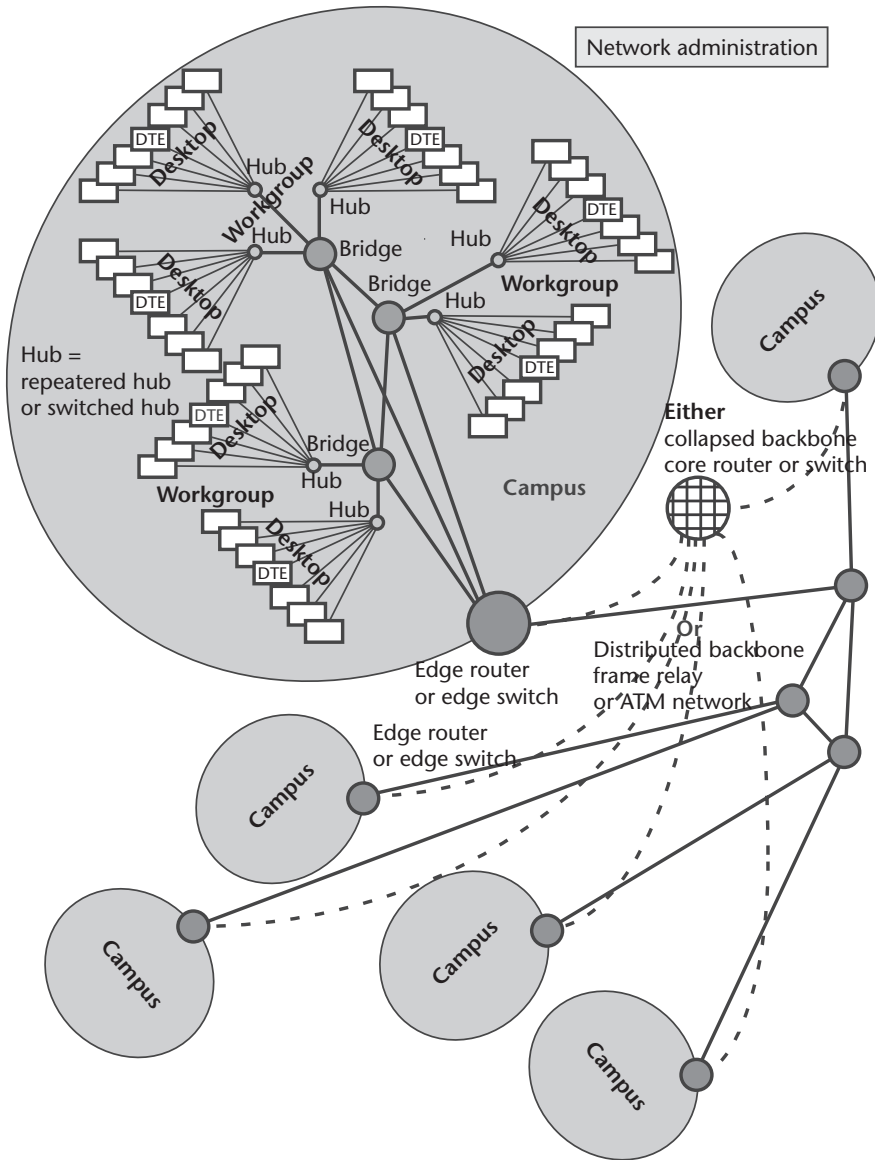 Network administration
DTE
Desktop
Hub
Workgroup
DTE
Desktop
Hub
DTE
Desktop
Hub
Workgroup
Hub
DTE
Desktop
Bridge
Bridge
Hub
DTE
Desktop
Campus
Hub =
repeatered hub
or switched hub
DTE
Desktop
Bridge
Hub
Workgroup
Hub
DTE
Desktop
Campus
Either
collapsed backbone
core router or switch
Or
Distributed backbone
frame relay
or ATM network
Edge router
or edge switch
Edge router
or edge switch
Campus
Campus
Campus
Campus